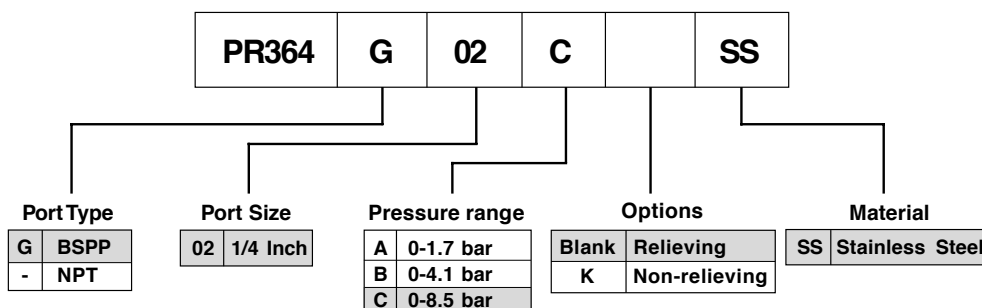 PR364 G 02 C SS
Port Type Port Size Pressure range Options Material
G BSPP
- NPT
02 1/4 Inch
A 0-1.7 bar
B 0-4.1 bar
C 0-8.5 bar
Blank Relieving
K Non-relieving
SS Stainless Steel